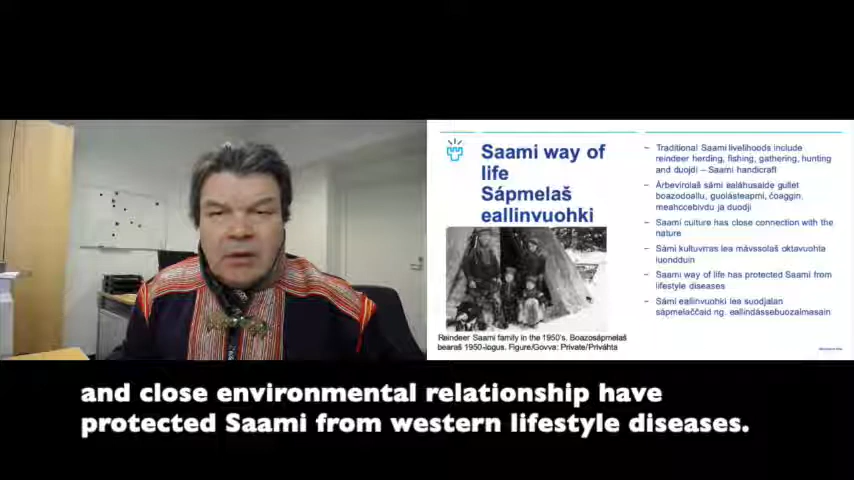 Saami way of
life
Sápmelaš
eallinvuohki
Reindeer Saami family in the 1950's. Boazosápmelaš
bearaš 1950-logus. Figure/Govva: Private/Priváhta
– Traditional Saami livelihoods include
reindeer herding, fishing, gathering, hunting
and duojdi – Saami handicraft
– Árbevirolaš sámi ealáhusaide gullet
boazodoallu, guolásteapmi, čoaggin,
meahccebivdu ja duodji
– Saami culture has close connection with the
nature
– Sámi kultuvrras lea mávssolaš oktavuohta
luondduin
– Saami way of life has protected Saami from
lifestyle diseases
– Sámi eallinvuohki lea suodjalan
sápmelaččaid ng. eallindássebuozalmasain
and close environmental relationship have
protected Saami from western lifestyle diseases.